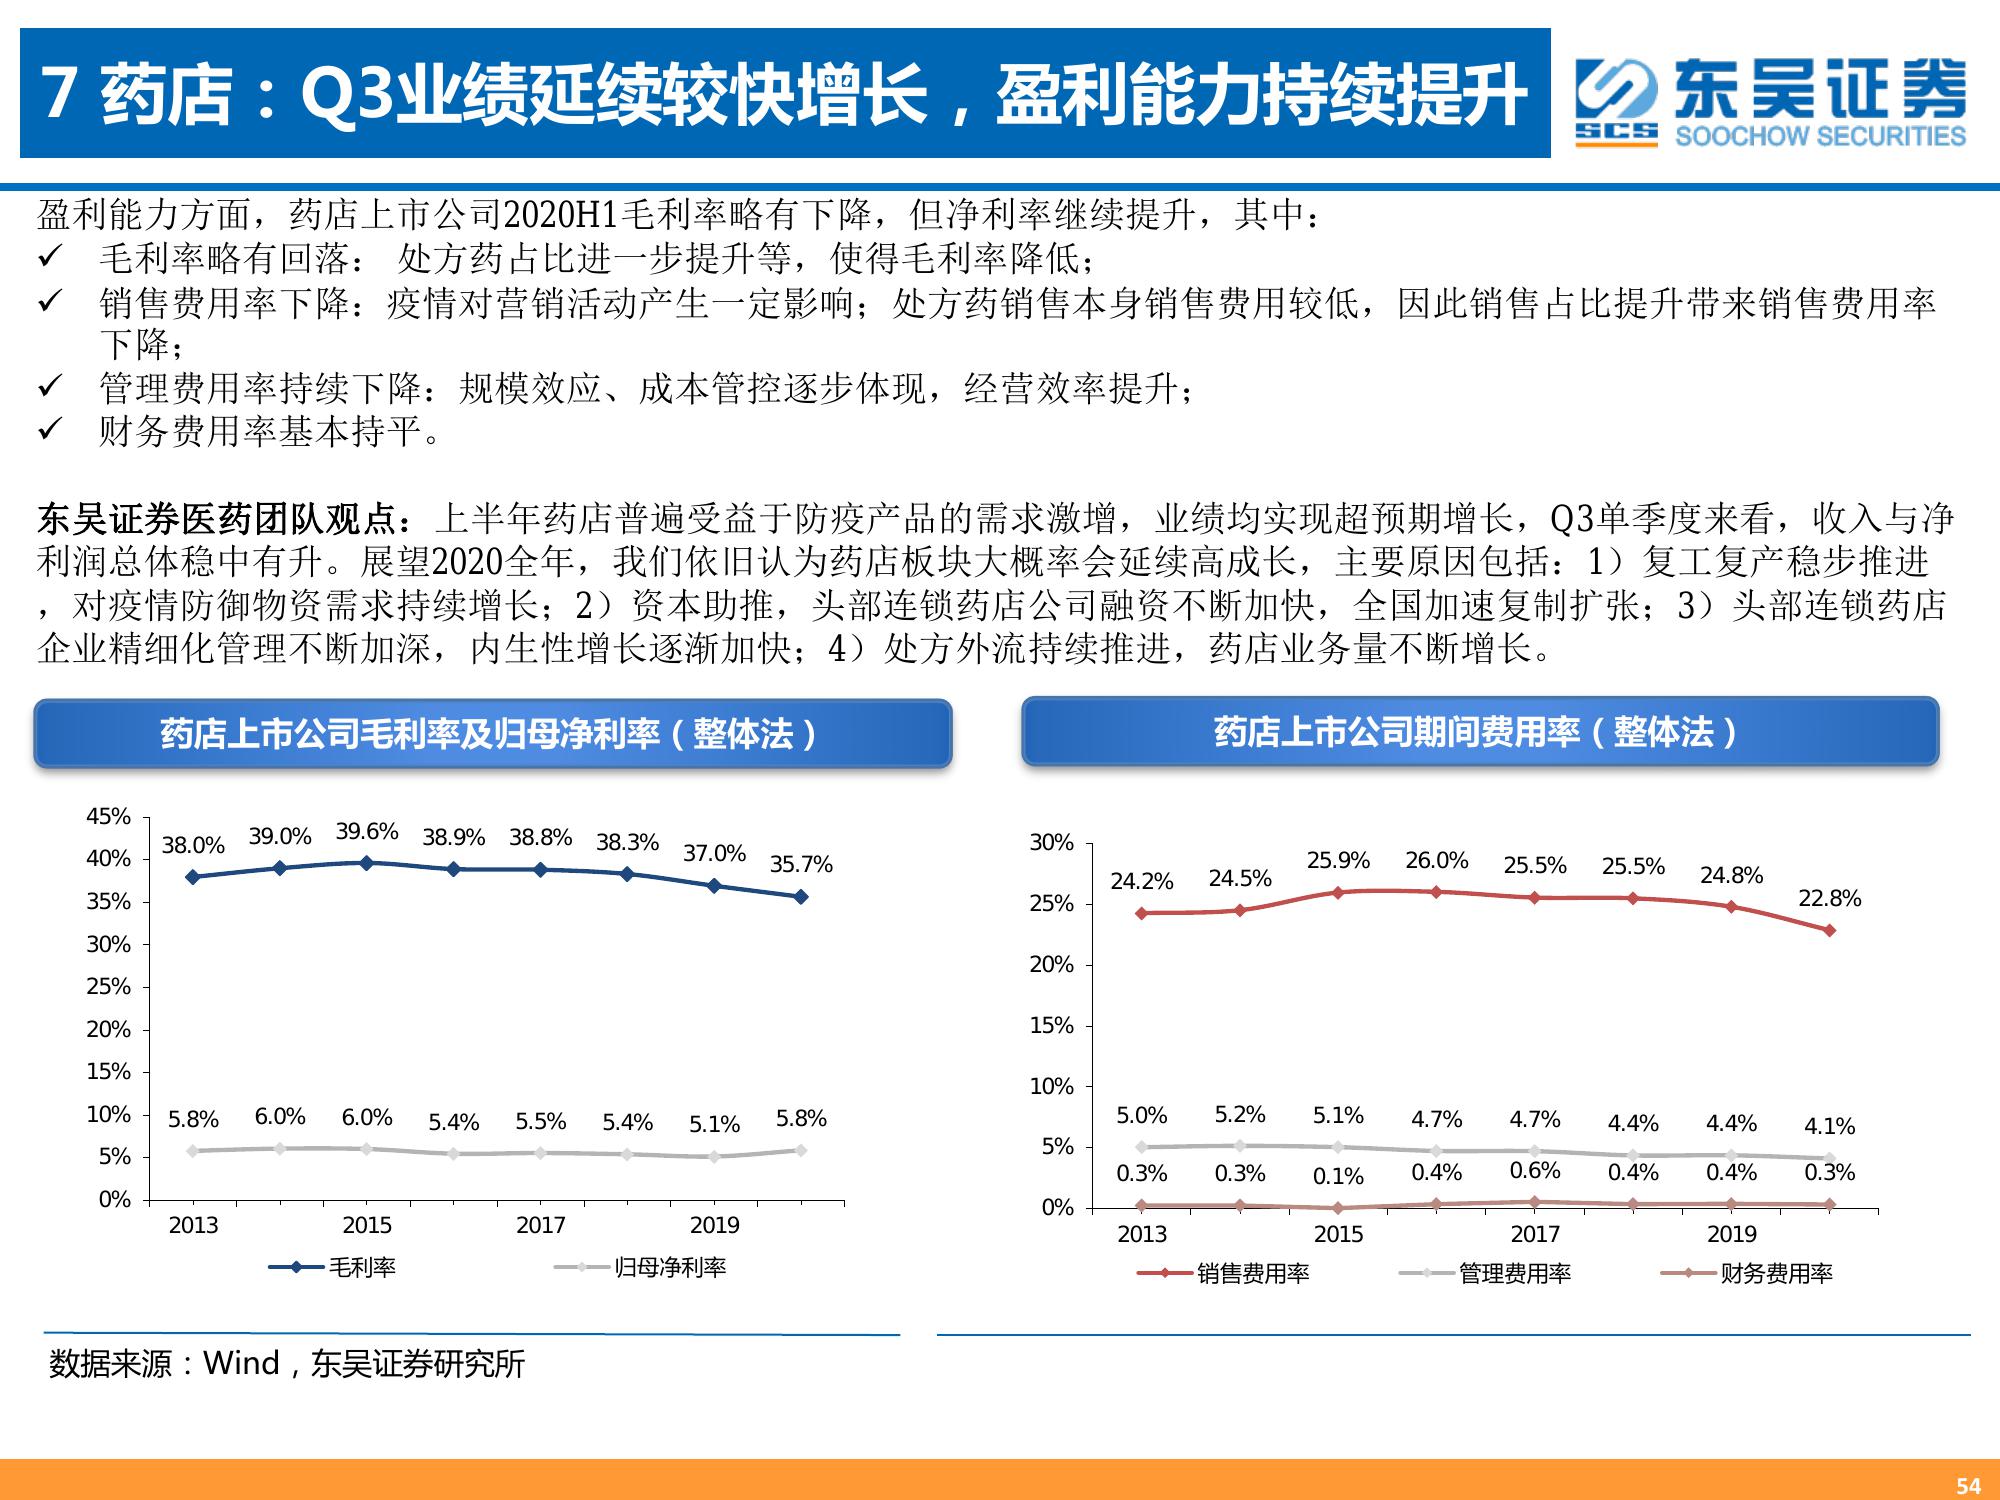 7 药店：Q3业绩延续较快增长，盈利能力持续提升
东吴证券
SCS
SOOCHOW SECURITIES
盈利能力方面，药店上市公司2020H1毛利率略有下降，但净利率继续提升，其中：
✓ 毛利率略有回落： 处方药占比进一步提升等，使得毛利率降低；
✓ 销售费用率下降：疫情对营销活动产生一定影响；处方药销售本身销售费用较低，因此销售占比提升带来销售费用率
下降；
✓ 管理费用率持续下降：规模效应、成本管控逐步体现，经营效率提升；
✓ 财务费用率基本持平。
东吴证券医药团队观点：上半年药店普遍受益于防疫产品的需求激增，业绩均实现超预期增长，Q3单季度来看，收入与净
利润总体稳中有升。展望2020全年，我们依旧认为药店板块大概率会延续高成长，主要原因包括：1）复工复产稳步推进
，对疫情防御物资需求持续增长；2）资本助推，头部连锁药店公司融资不断加快，全国加速复制扩张；3）头部连锁药店
企业精细化管理不断加深，内生性增长逐渐加快；4）处方外流持续推进，药店业务量不断增长。
药店上市公司毛利率及归母净利率（整体法）
45%
40%
35%
30%
25%
20%
15%
10%
5%
0%
38.0% 39.0% 39.6% 38.9% 38.8% 38.3% 37.0% 35.7%
5.8% 6.0% 6.0% 5.4% 5.5% 5.4% 5.1% 5.8%
2013 2015 2017 2019
毛利率 归母净利率
药店上市公司期间费用率（整体法）
30%
25%
20%
15%
10%
5%
0%
24.2% 24.5% 25.9% 26.0% 25.5% 25.5% 24.8% 22.8%
5.0% 5.2% 5.1% 4.7% 4.7% 4.4% 4.4% 4.1%
0.3% 0.3% 0.1% 0.4% 0.6% 0.4% 0.4% 0.3%
2013 2015 2017 2019
销售费用率 管理费用率 财务费用率
数据来源：Wind，东吴证券研究所
54